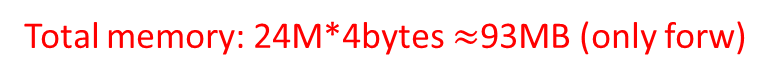 Total memory: 24M*4bytes ≈93MB (only forw)